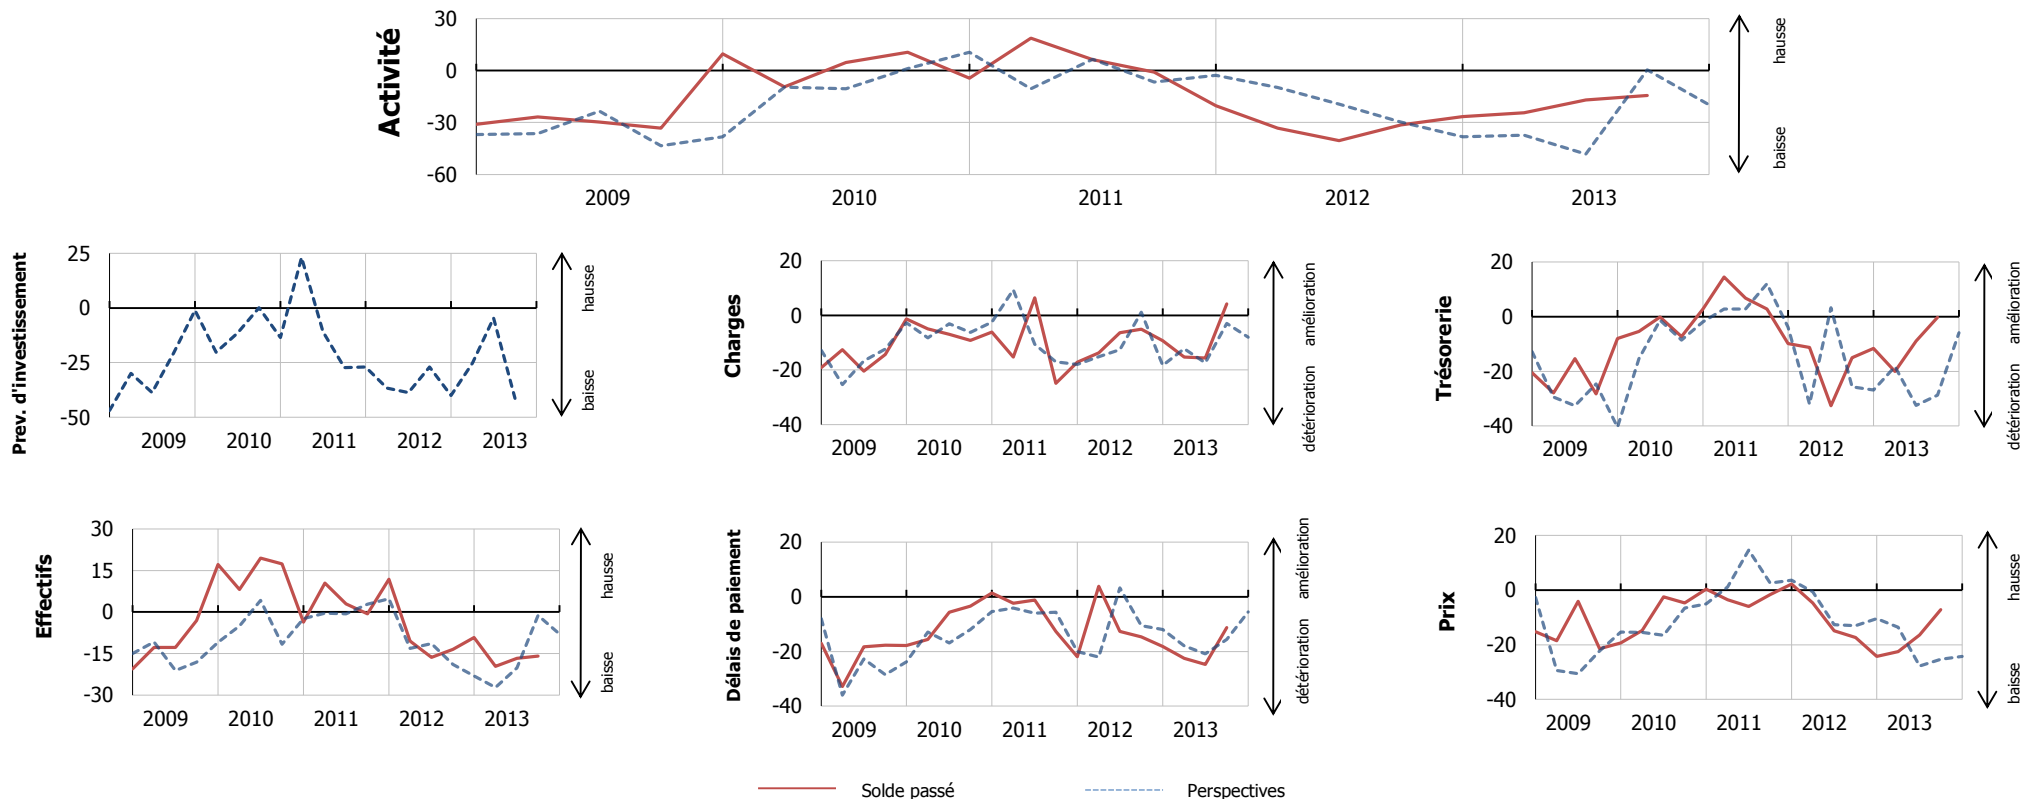 Activité
30
0
-30
-60
2009 2010 2011 2012 2013
hausse
baisse
Prev. d'investissement
25
0
-25
-50
2009 2010 2011 2012 2013
hausse
baisse
Charges
20
0
-20
-40
2009 2010 2011 2012 2013
amélioration
détérioration
Trésorerie
20
0
-20
-40
2009 2010 2011 2012 2013
amélioration
détérioration
Effectifs
30
15
0
-15
-30
2009 2010 2011 2012 2013
hausse
baisse
Délais de paiement
20
0
-20
-40
2009 2010 2011 2012 2013
amélioration
détérioration
Prix
20
0
-20
-40
2009 2010 2011 2012 2013
hausse
baisse
Solde passé
Perspectives